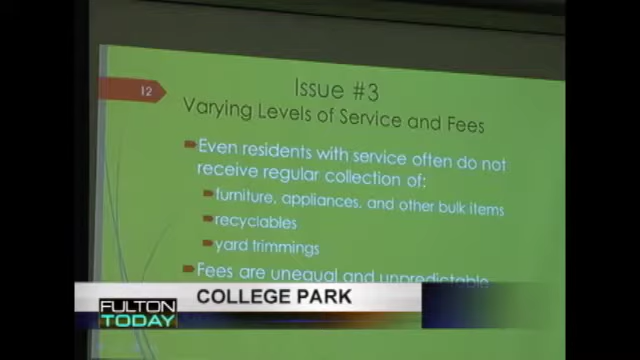 12
Issue #3
Varying Levels of Service and Fees
Even residents with service often do not
receive regular collection of:
furniture, appliances, and other bulk items
recyclables
yard trimmings
Fees are unequal and unpredictable
FULTON
TODAY
COLLEGE PARK